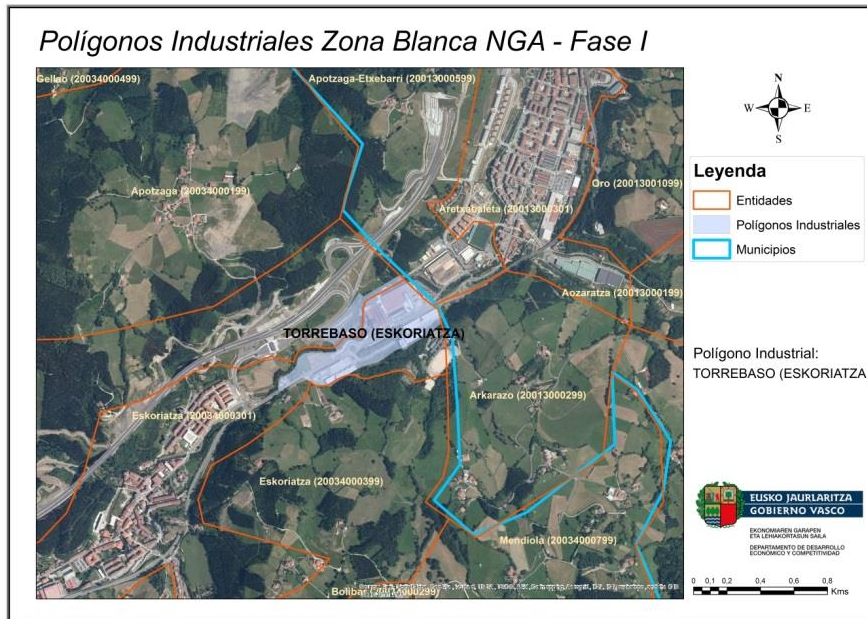 Polígonos Industriales Zona Blanca NGA - Fase I
Gellao (20034000499)
Apotzaga-Etxebarri (20013000599)
Apotzaga (20034000199)
Oro (20013001099)
Aretxabaleta (20013000301)
Aozaratza (20013000199)
TORREBASO (ESKORIATZA)
Arkarazo (20013000299)
Eskoriatza (20034000301)
Eskoriatza (20034000399)
Mendiola (20034000799)
Bolibar
N
W
E
S
Leyenda
Entidades
Polígonos Industriales
Municipios
Polígono Industrial:
TORREBASO (ESKORIATZA
EUSKO JAURLARITZA
GOBIERNO VASCO
EKONOMIAREN GARAPEN
ETA LEHIAKORTASUN SAILA
DEPARTAMENTO DE DESARROLLO
ECONÓMICO Y COMPETITIVIDAD
0 0,1 0,2 0,4 0,6 0,8
Kms